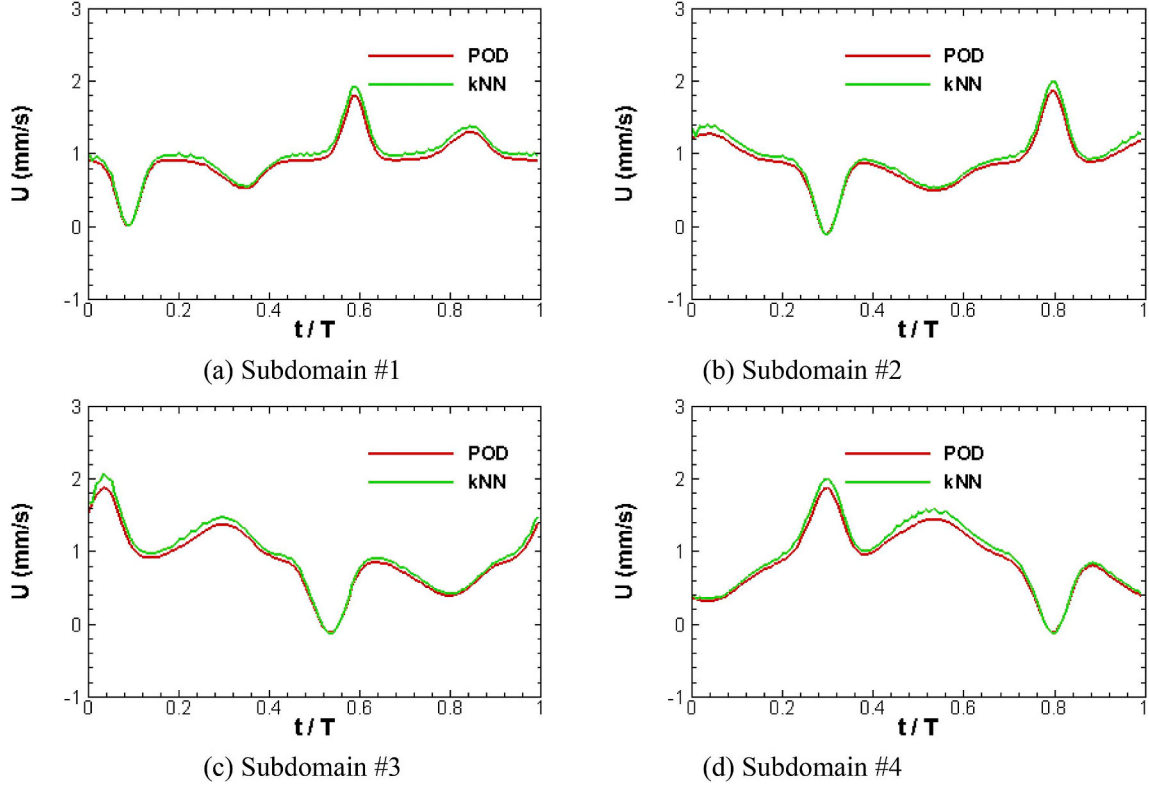 3
2
1
0
-1
U (mm/s)
POD
kNN
0 0.2 0.4 0.6 0.8 1
t / T
(a) Subdomain #1
3
2
1
0
-1
U (mm/s)
POD
kNN
0 0.2 0.4 0.6 0.8 1
t / T
(b) Subdomain #2
3
2
1
0
-1
U (mm/s)
POD
kNN
0 0.2 0.4 0.6 0.8 1
t / T
(c) Subdomain #3
3
2
1
0
-1
U (mm/s)
POD
kNN
0 0.2 0.4 0.6 0.8 1
t / T
(d) Subdomain #4